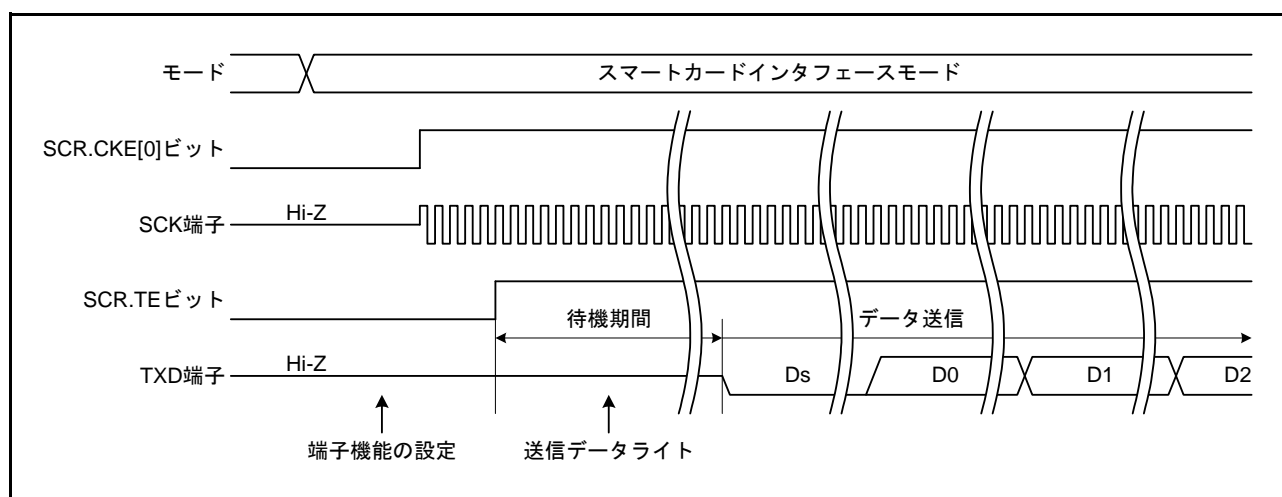 モード
スマートカードインタフェースモード
SCR.CKE[0]ビット
SCK端子
Hi-Z
SCR.TEビット
待機期間
データ送信
TXD端子
Hi-Z
Ds
D0
D1
D2
端子機能の設定
送信データライト